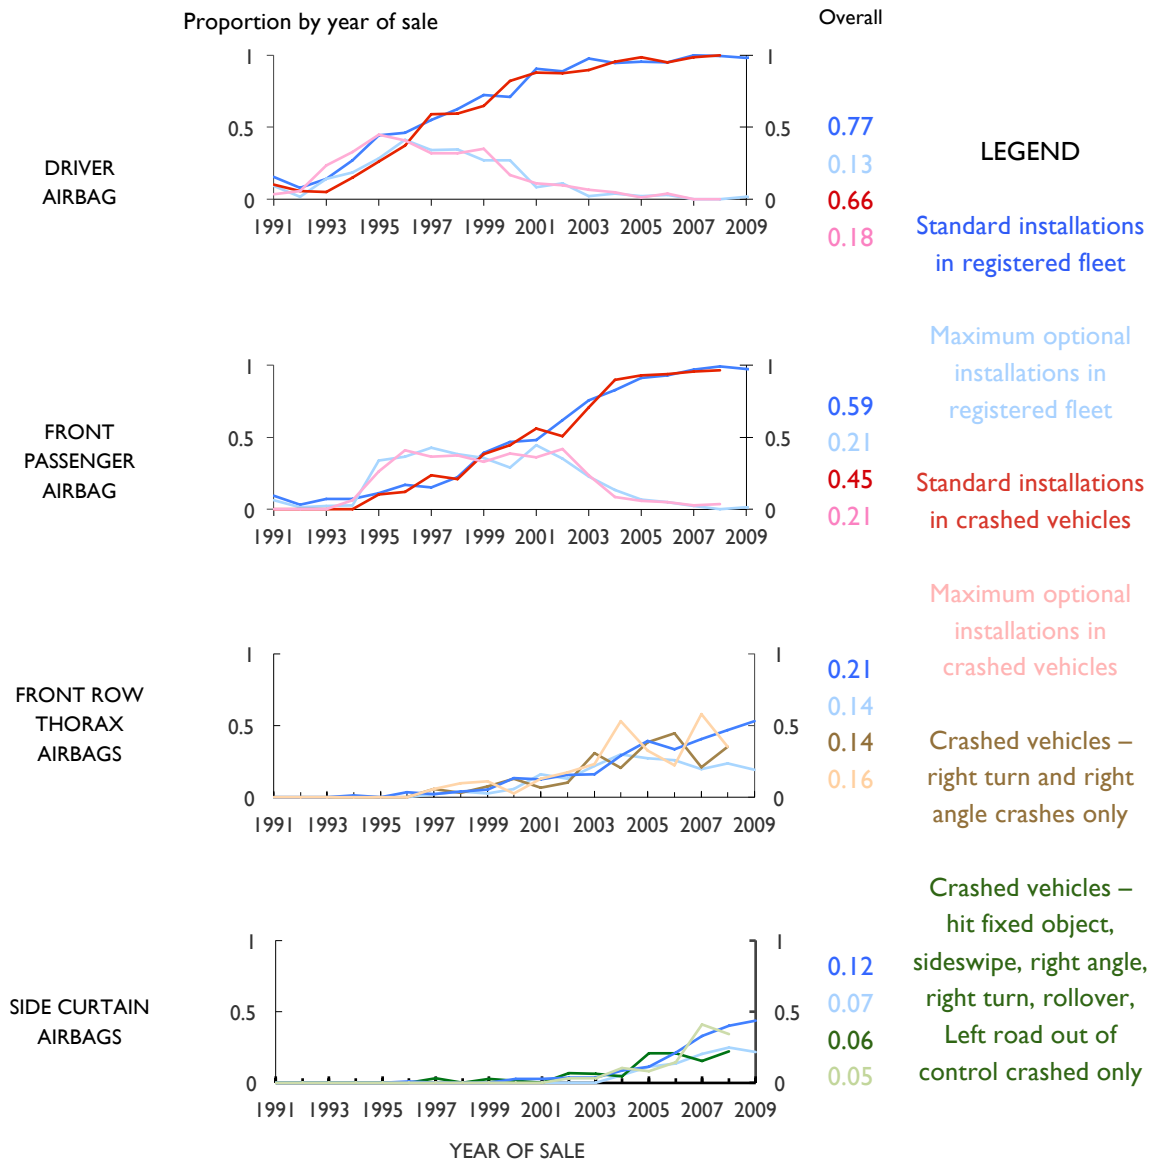 Proportion by year of sale
Overall
1
1
0.5
0.5
0
0
1991 1993 1995 1997 1999 2001 2003 2005 2007 2009
DRIVER
AIRBAG
0.77
0.13
0.66
0.18
1
1
0.5
0.5
0
0
1991 1993 1995 1997 1999 2001 2003 2005 2007 2009
FRONT
PASSENGER
AIRBAG
0.59
0.21
0.45
0.21
1
1
0.5
0.5
0
0
1991 1993 1995 1997 1999 2001 2003 2005 2007 2009
FRONT ROW
THORAX
AIRBAGS
0.21
0.14
0.14
0.16
1
1
0.5
0.5
0
0
1991 1993 1995 1997 1999 2001 2003 2005 2007 2009
SIDE CURTAIN
AIRBAGS
0.12
0.07
0.06
0.05
YEAR OF SALE
LEGEND
Standard installations
in registered fleet
Maximum optional
installations in
registered fleet
Standard installations
in crashed vehicles
Maximum optional
installations in
crashed vehicles
Crashed vehicles –
right turn and right
angle crashes only
Crashed vehicles –
hit fixed object,
sideswipe, right angle,
right turn, rollover,
Left road out of
control crashed only